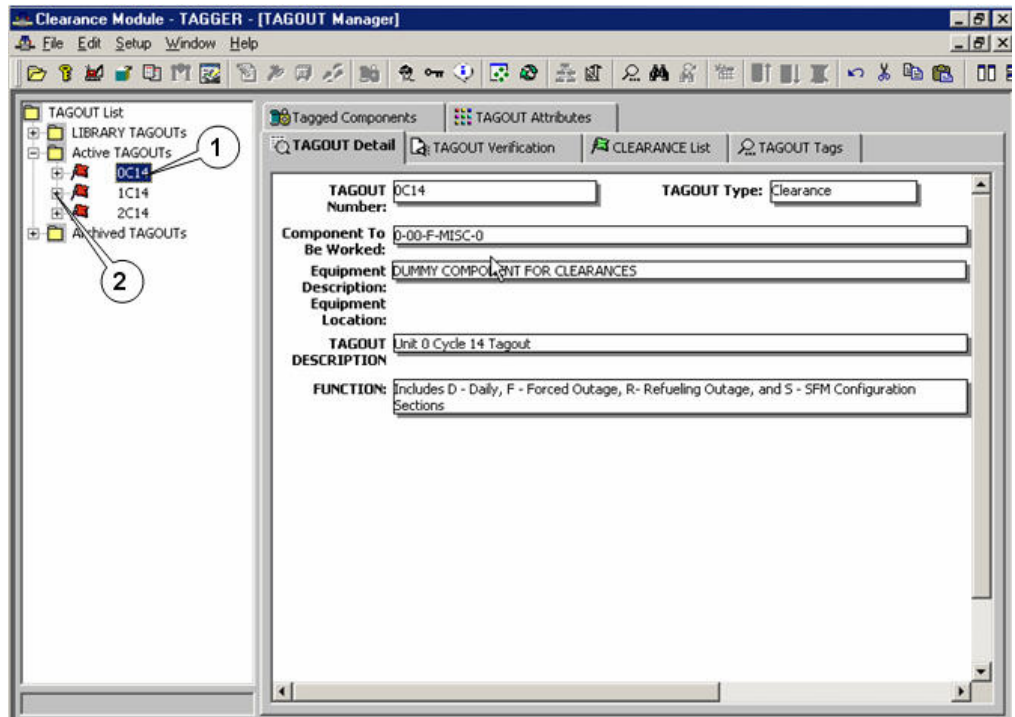 Clearance Module - TAGGER - [TAGOUT Manager]
File Edit Setup Window Help
TAGOUT List
LIBRARY TAGOUTs
Active TAGOUTs
0C14
1C14
2C14
Archived TAGOUTs
1
2
Tagged Components TAGOUT Attributes
TAGOUT Detail TAGOUT Verification CLEARANCE List TAGOUT Tags
TAGOUT Number: 0C14 TAGOUT Type: Clearance
Component To Be Worked: 0-00-F-MISC-0
Equipment Description: DUMMY COMPONENT FOR CLEARANCES
Equipment Location:
TAGOUT DESCRIPTION Unit 0 Cycle 14 Tagout
FUNCTION: Includes D - Daily, F - Forced Outage, R- Refueling Outage, and S - SFM Configuration
Sections